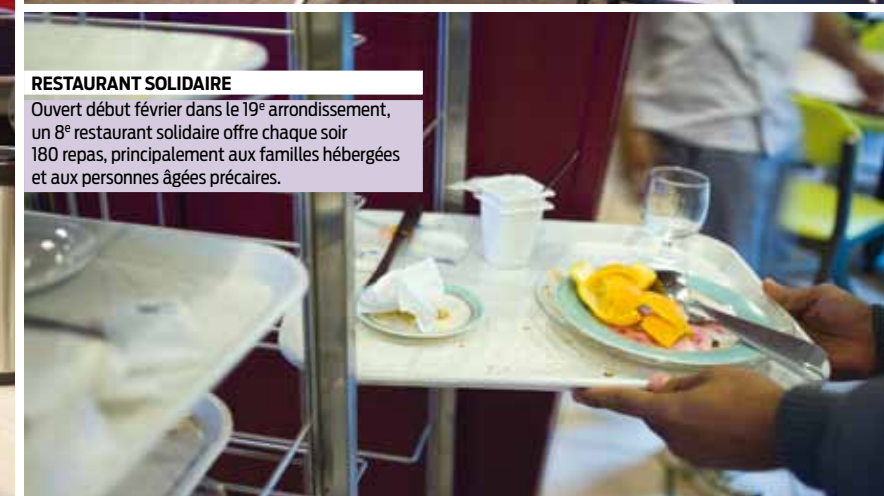 RESTAURANT SOLIDAIRE
Ouvert début février dans le 19e arrondissement,
un 8e restaurant solidaire offre chaque soir
180 repas, principalement aux familles hébergées
et aux personnes âgées précaires.